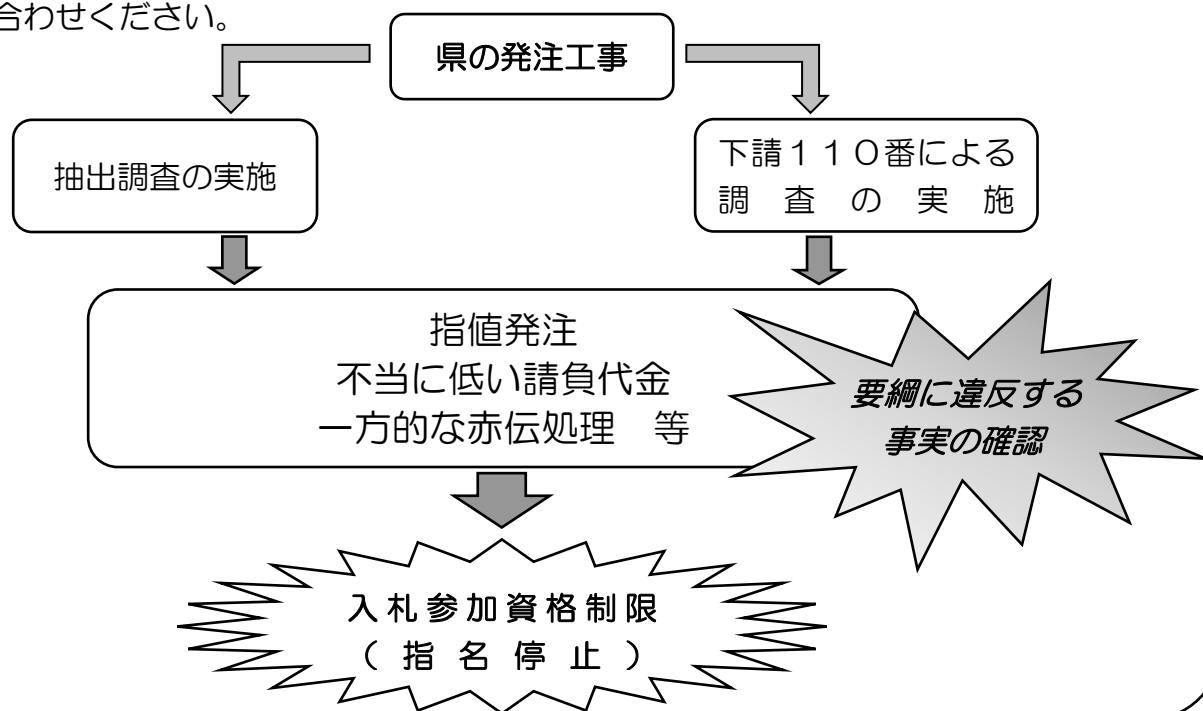 合わせください。
県の発注工事
抽出調査の実施
下請１１０番による
調査の実施
指値発注
不当に低い請負代金
一方的な赤伝処理　等
要綱に違反する
事実の確認
入札参加資格制限
（指名停止）